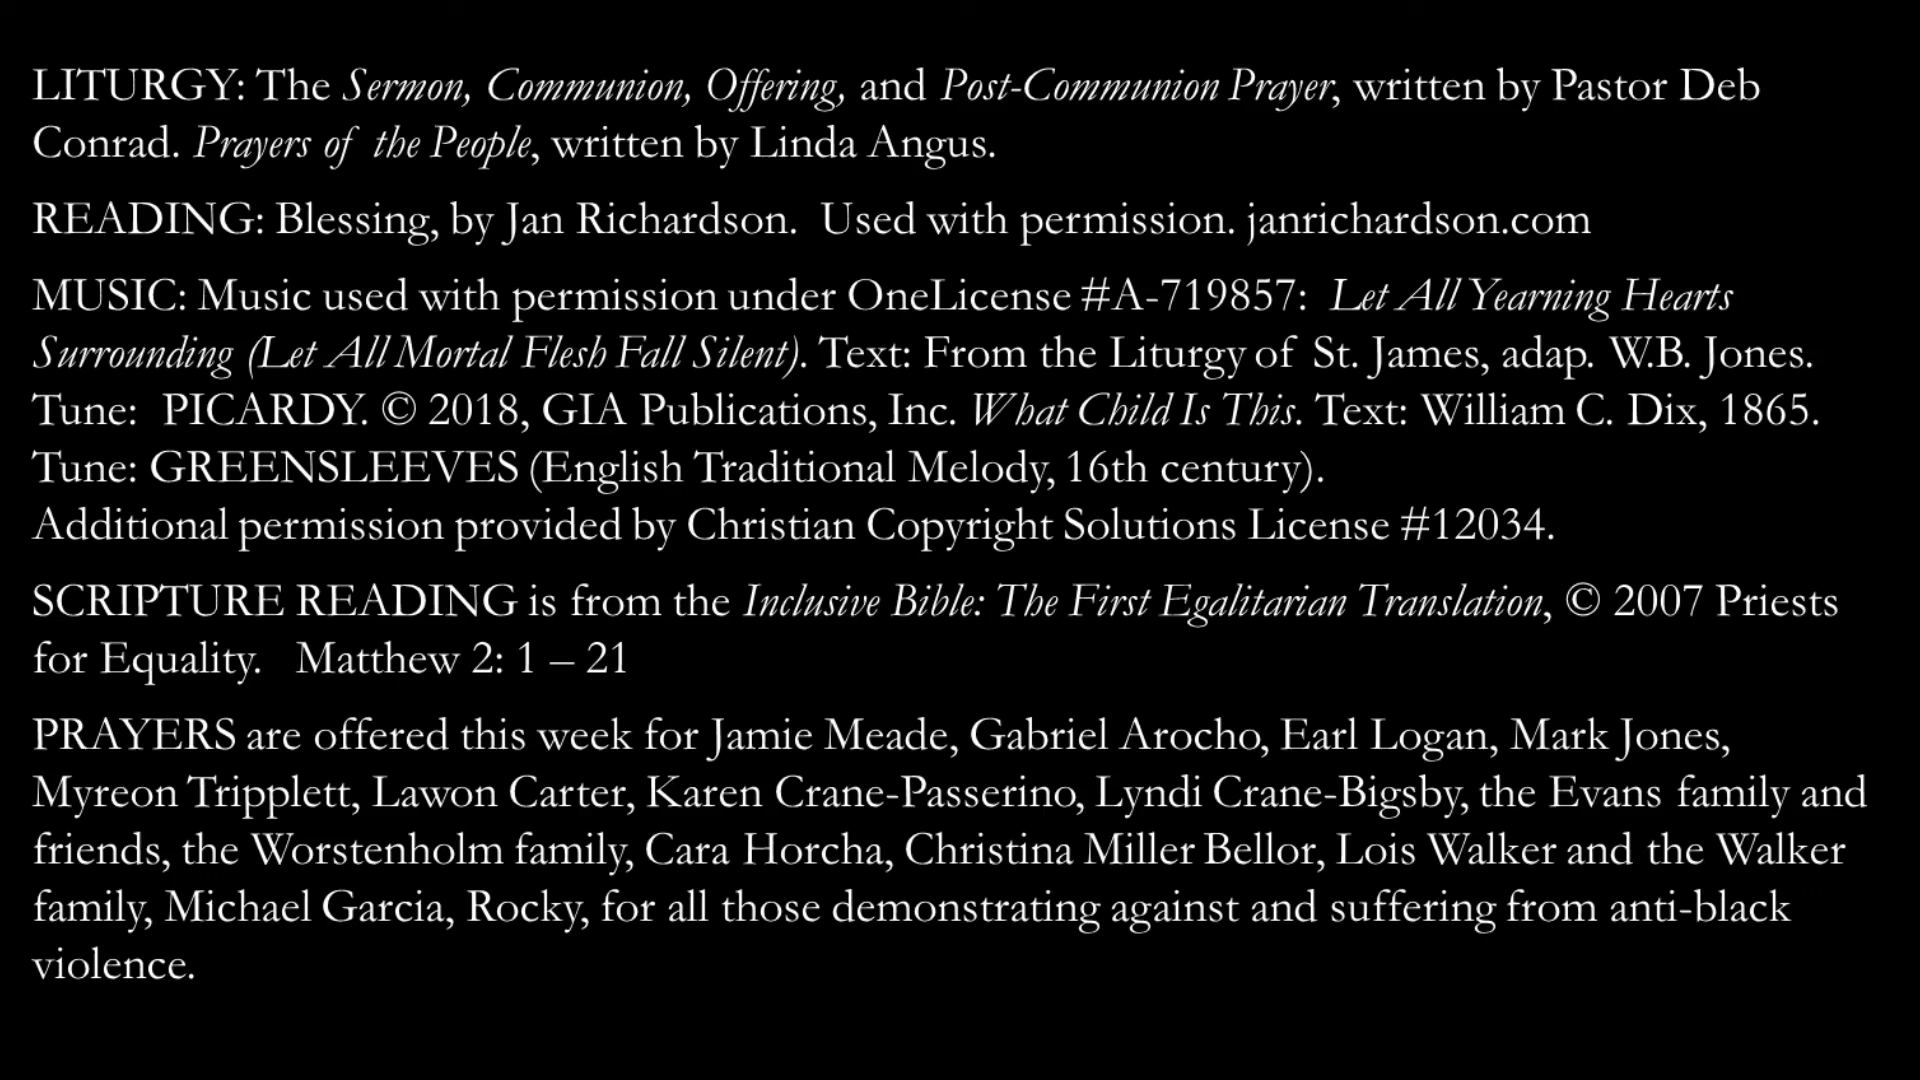 LITURGY: The Sermon, Communion, Offering, and Post-Communion Prayer, written by Pastor Deb
Conrad. Prayers of the People, written by Linda Angus.
READING: Blessing, by Jan Richardson.  Used with permission. janrichardson.com
MUSIC: Music used with permission under OneLicense #A-719857:  Let All Yearning Hearts
Surrounding (Let All Mortal Flesh Fall Silent). Text: From the Liturgy of St. James, adap. W.B. Jones.
Tune:  PICARDY. © 2018, GIA Publications, Inc. What Child Is This. Text: William C. Dix, 1865.
Tune: GREENSLEEVES (English Traditional Melody, 16th century).
Additional permission provided by Christian Copyright Solutions License #12034.
SCRIPTURE READING is from the Inclusive Bible: The First Egalitarian Translation, © 2007 Priests
for Equality.   Matthew 2: 1 – 21
PRAYERS are offered this week for Jamie Meade, Gabriel Arocho, Earl Logan, Mark Jones,
Myreon Tripplett, Lawon Carter, Karen Crane-Passerino, Lyndi Crane-Bigsby, the Evans family and
friends, the Worstenholm family, Cara Horcha, Christina Miller Bellor, Lois Walker and the Walker
family, Michael Garcia, Rocky, for all those demonstrating against and suffering from anti-black
violence.